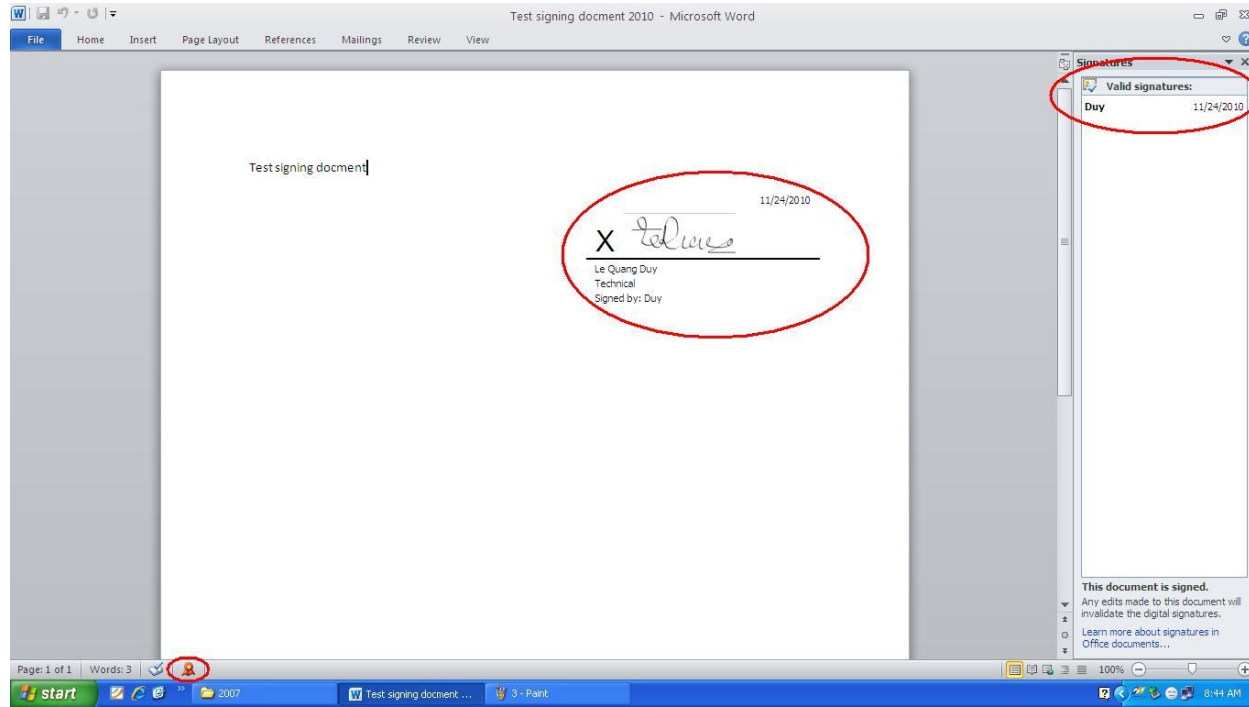 Test signing docment 2010 - Microsoft Word
File Home Insert Page Layout References Mailings Review View
Signatures
Valid signatures:
Duy 11/24/2010
Test signing docment
11/24/2010
X
Le Quang Duy
Technical
Signed by: Duy
This document is signed.
Any edits made to this document will
invalidate the digital signatures.
Learn more about signatures in
Office documents...
Page: 1 of 1 Words: 3 100%
start 2007 Test signing docment ... 3 - Paint 8:44 AM